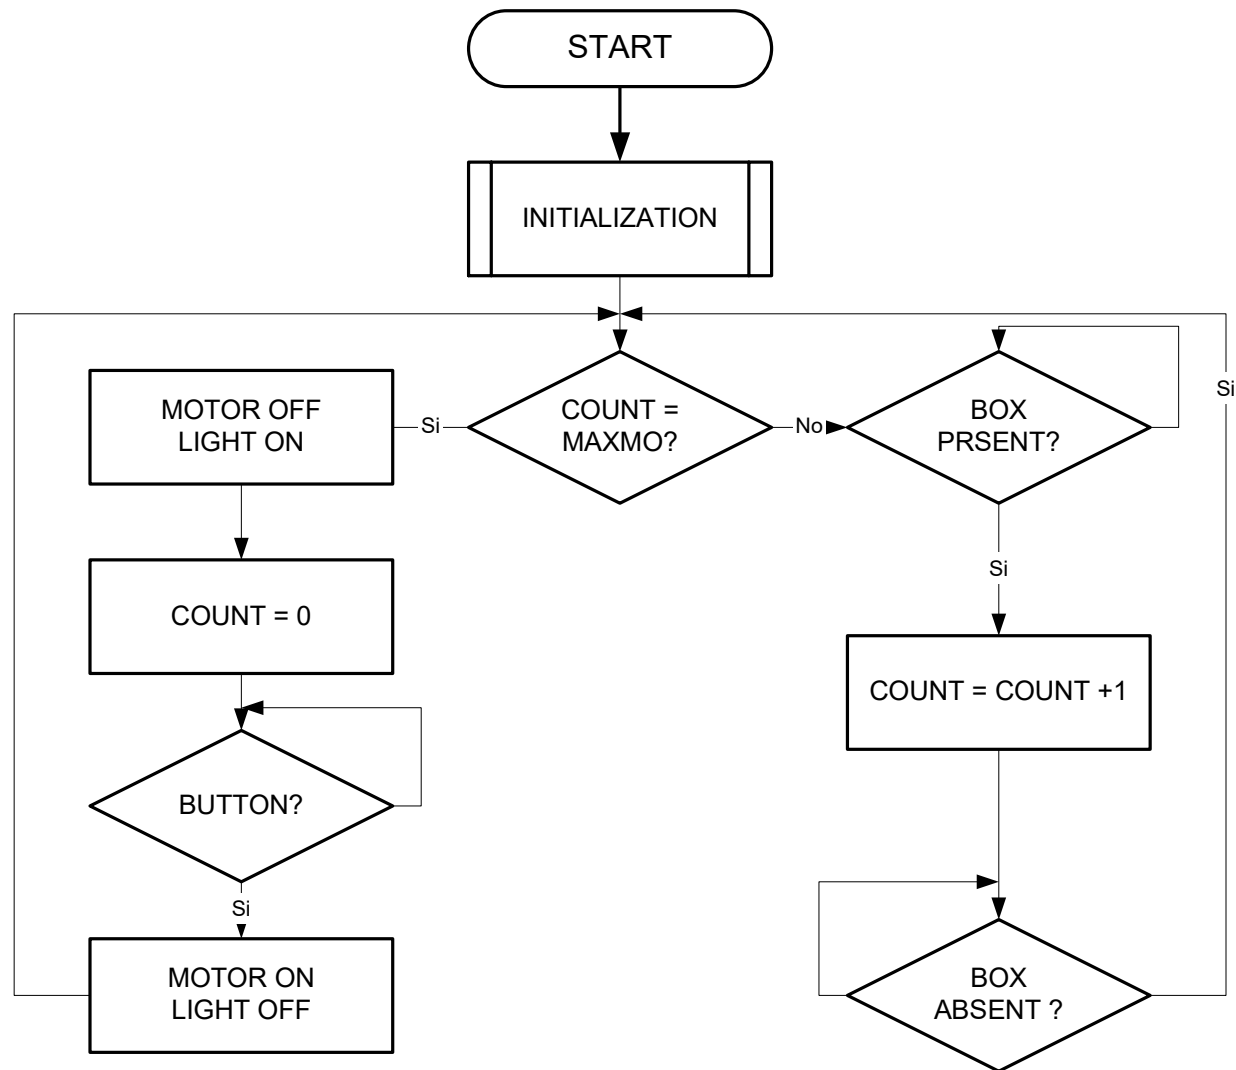 START
INITIALIZATION
MOTOR OFF
LIGHT ON
Si
COUNT =
MAXMO?
No
BOX
PRSENT?
Si
COUNT = 0
Si
COUNT = COUNT +1
BUTTON?
Si
MOTOR ON
LIGHT OFF
BOX
ABSENT ?